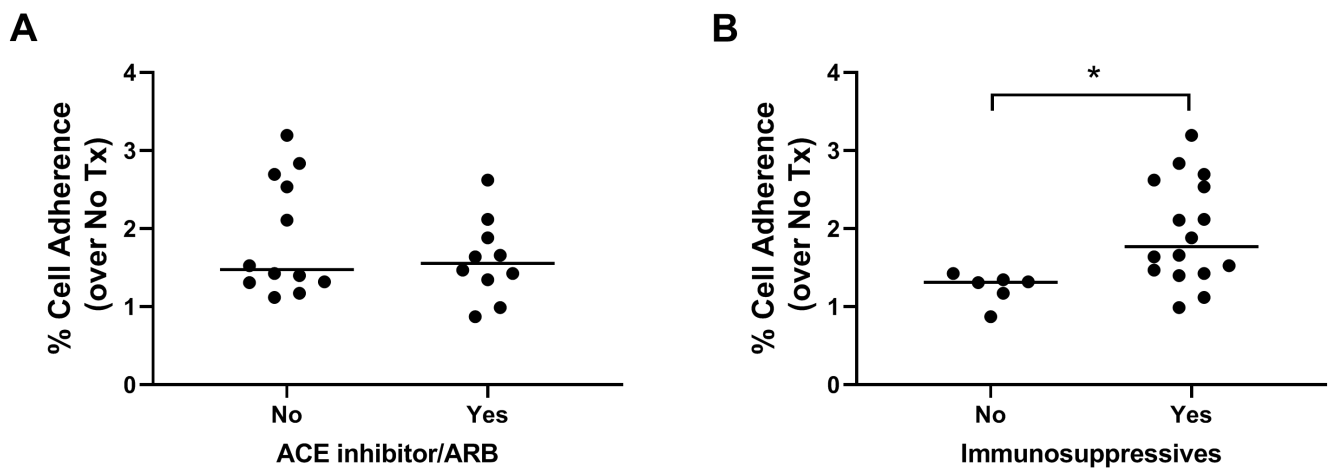 A
% Cell Adherence
(over No Tx)
4
3
2
1
0
No
Yes
ACE inhibitor/ARB
B
% Cell Adherence
(over No Tx)
4
3
2
1
0
*
No
Yes
Immunosuppressives